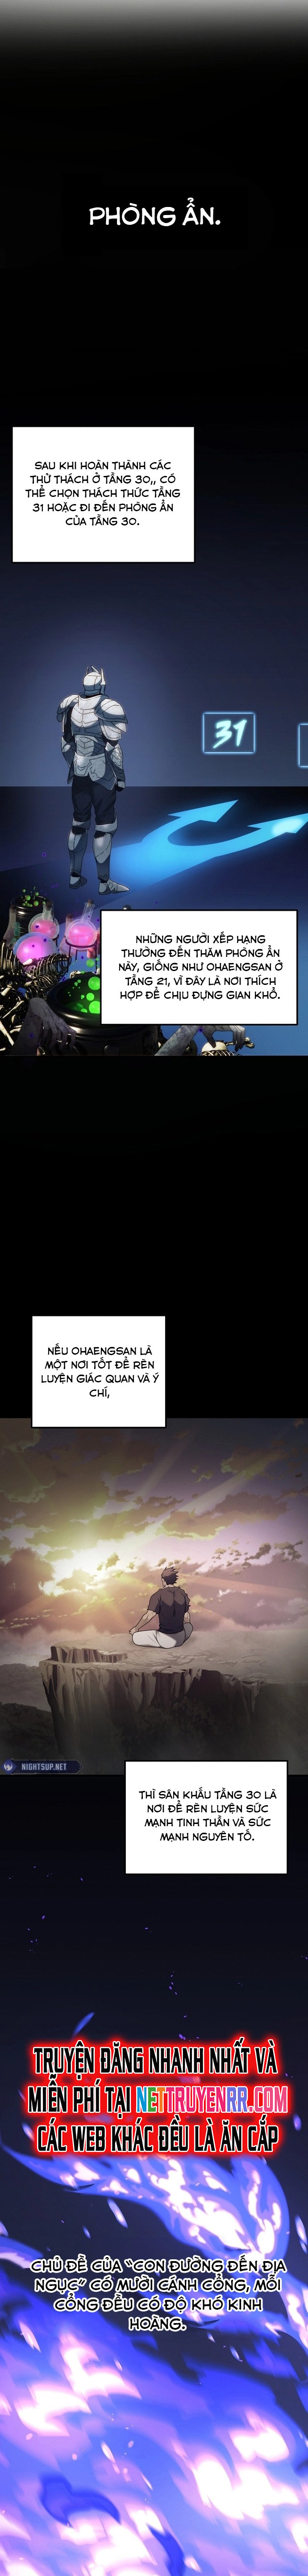 PHÒNG ẨN.
SAU KHI HOÀN THÀNH CÁC
THỬ THÁCH Ở TẦNG 30,, CÓ
THỂ CHỌN THÁCH THỨC TẦNG
31 HOẶC ĐI ĐẾN PHÓNG ẨN
CỦA TẦNG 30.
31
NHỮNG NGƯỜI XẾP HẠNG
THƯỜNG ĐẾN THĂM PHÓNG ẨN
NÀY, GIỐNG NHƯ OHAENGSAN Ở
TẦNG 21, VÌ ĐÂY LÀ NƠI THÍCH
HỢP ĐỂ CHỊU ĐỰNG GIAN KHỔ.
NẾU OHAENGSAN LÀ
MỘT NƠI TỐT ĐỂ RÈN
LUYỆN GIÁC QUAN VÀ Ý
CHÍ,
NIGHTSUP.NET
THÌ SÂN KHẤU TẦNG 30 LÀ
NƠI ĐỂ RÈN LUYỆN SỨC
MẠNH TINH THẦN VÀ SỨC
MẠNH NGUYÊN TỐ.
TRUYỆN ĐĂNG NHANH NHẤT VÀ
MIỄN PHÍ TẠI NETTRUYENRR.COM
CÁC WEB KHÁC ĐỀU LÀ ĂN CẮP
CHỦ ĐỀ CỦA “CON ĐƯỜNG ĐẾN ĐỊA
NGỤC” CÓ MƯỜI CÁNH CỔNG, MỖI
CỔNG ĐỀU CÓ ĐỘ KHÓ KINH
HOÀNG.